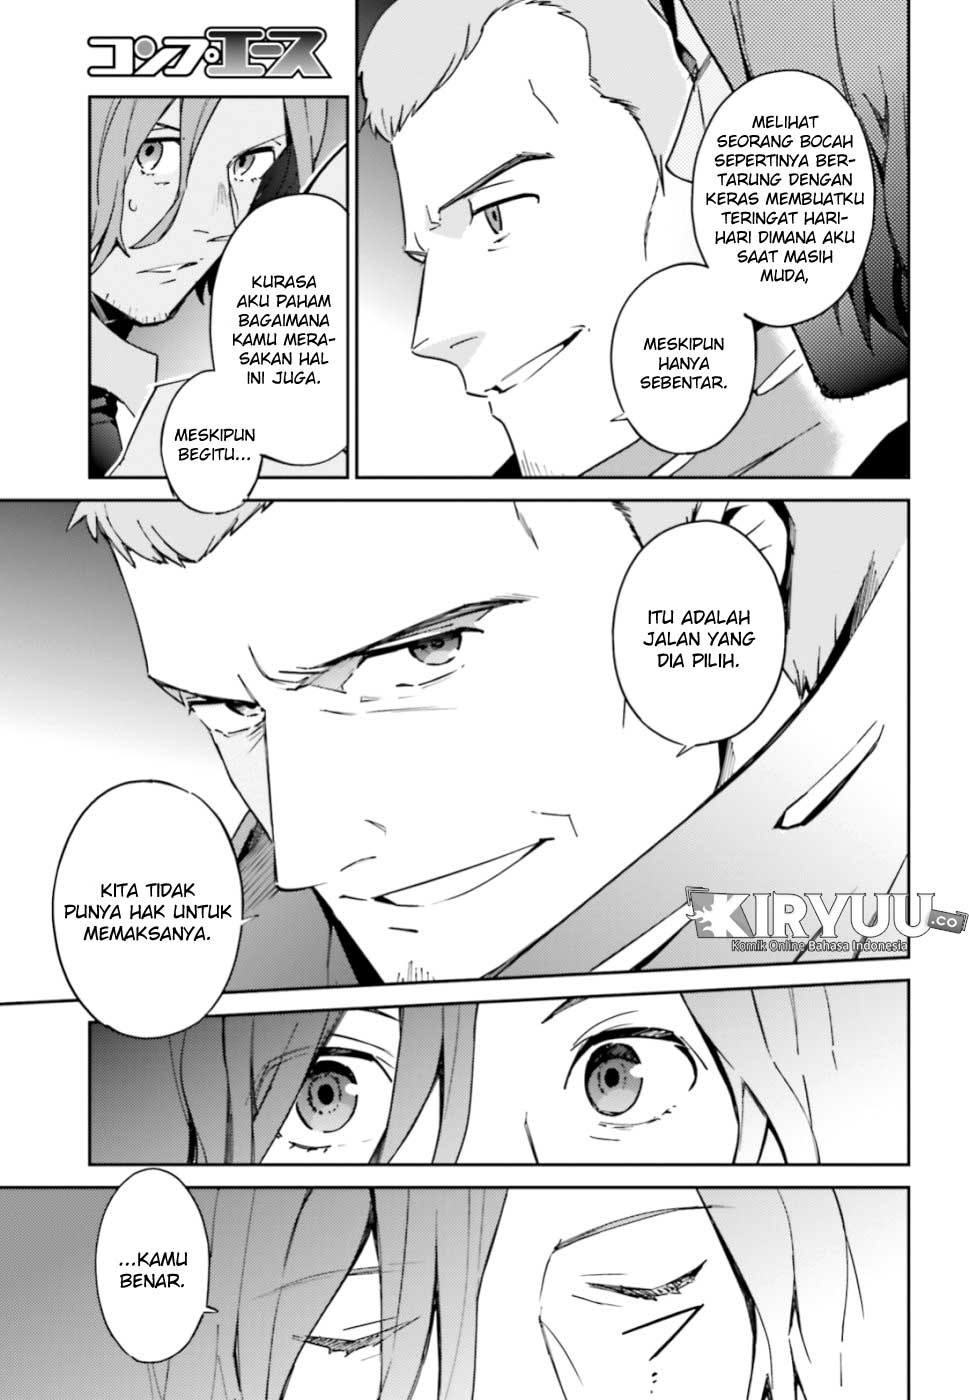 コンプ・エース
MELIHAT
SEORANG BOCAH
SEPERTINYA BER-
TARUNG DENGAN
KERAS MEMBUATKU
TERINGAT HARI-
HARI DIMANA AKU
SAAT MASIH
MUDA,
MESKIPUN
HANYA
SEBENTAR.
KURASA
AKU PAHAM
BAGAIMANA
KAMU MERA-
SAKAN HAL
INI JUGA.
MESKIPUN
BEGITU...
ITU ADALAH
JALAN YANG
DIA PILIH.
KITA TIDAK
PUNYA HAK UNTUK
MEMAKSANYA.
KIRYUU.CO
Komik Online Bahasa Indonesia
...KAMU
BENAR.